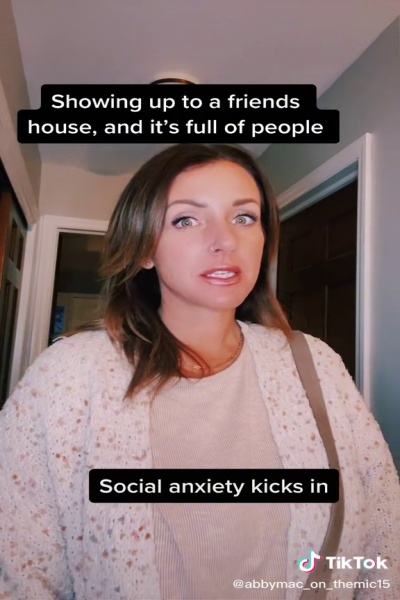 Showing up to a friends
house, and it's full of people
Social anxiety kicks in
TikTok
@abbymac_on_themic15